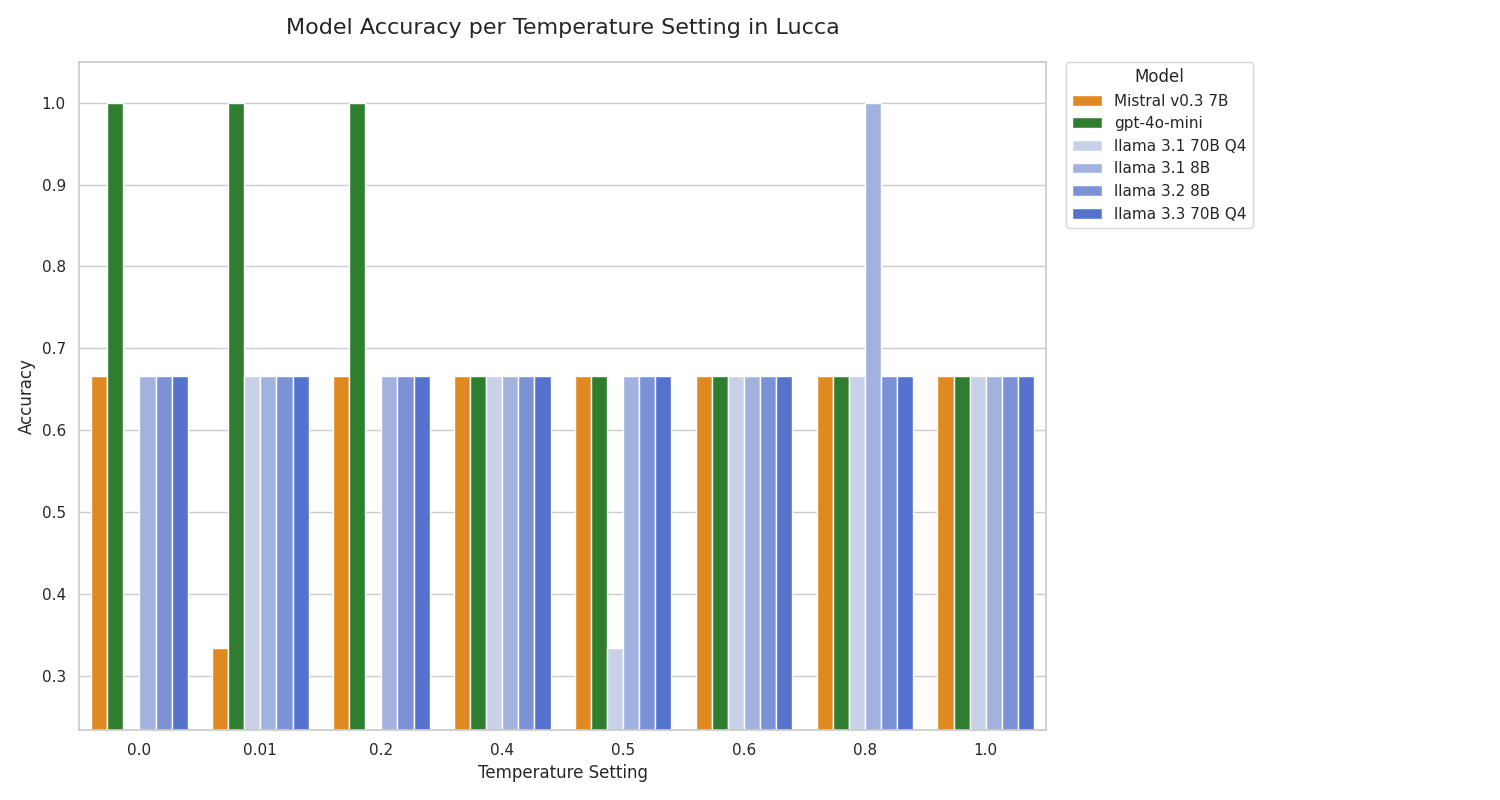 Model Accuracy per Temperature Setting in Lucca
Model
Mistral v0.3 7B
gpt-4o-mini
llama 3.1 70B Q4
llama 3.1 8B
llama 3.2 8B
llama 3.3 70B Q4
Accuracy
1.0
0.9
0.8
0.7
0.6
0.5
0.4
0.3
0.0 0.01 0.2 0.4 0.5 0.6 0.8 1.0
Temperature Setting